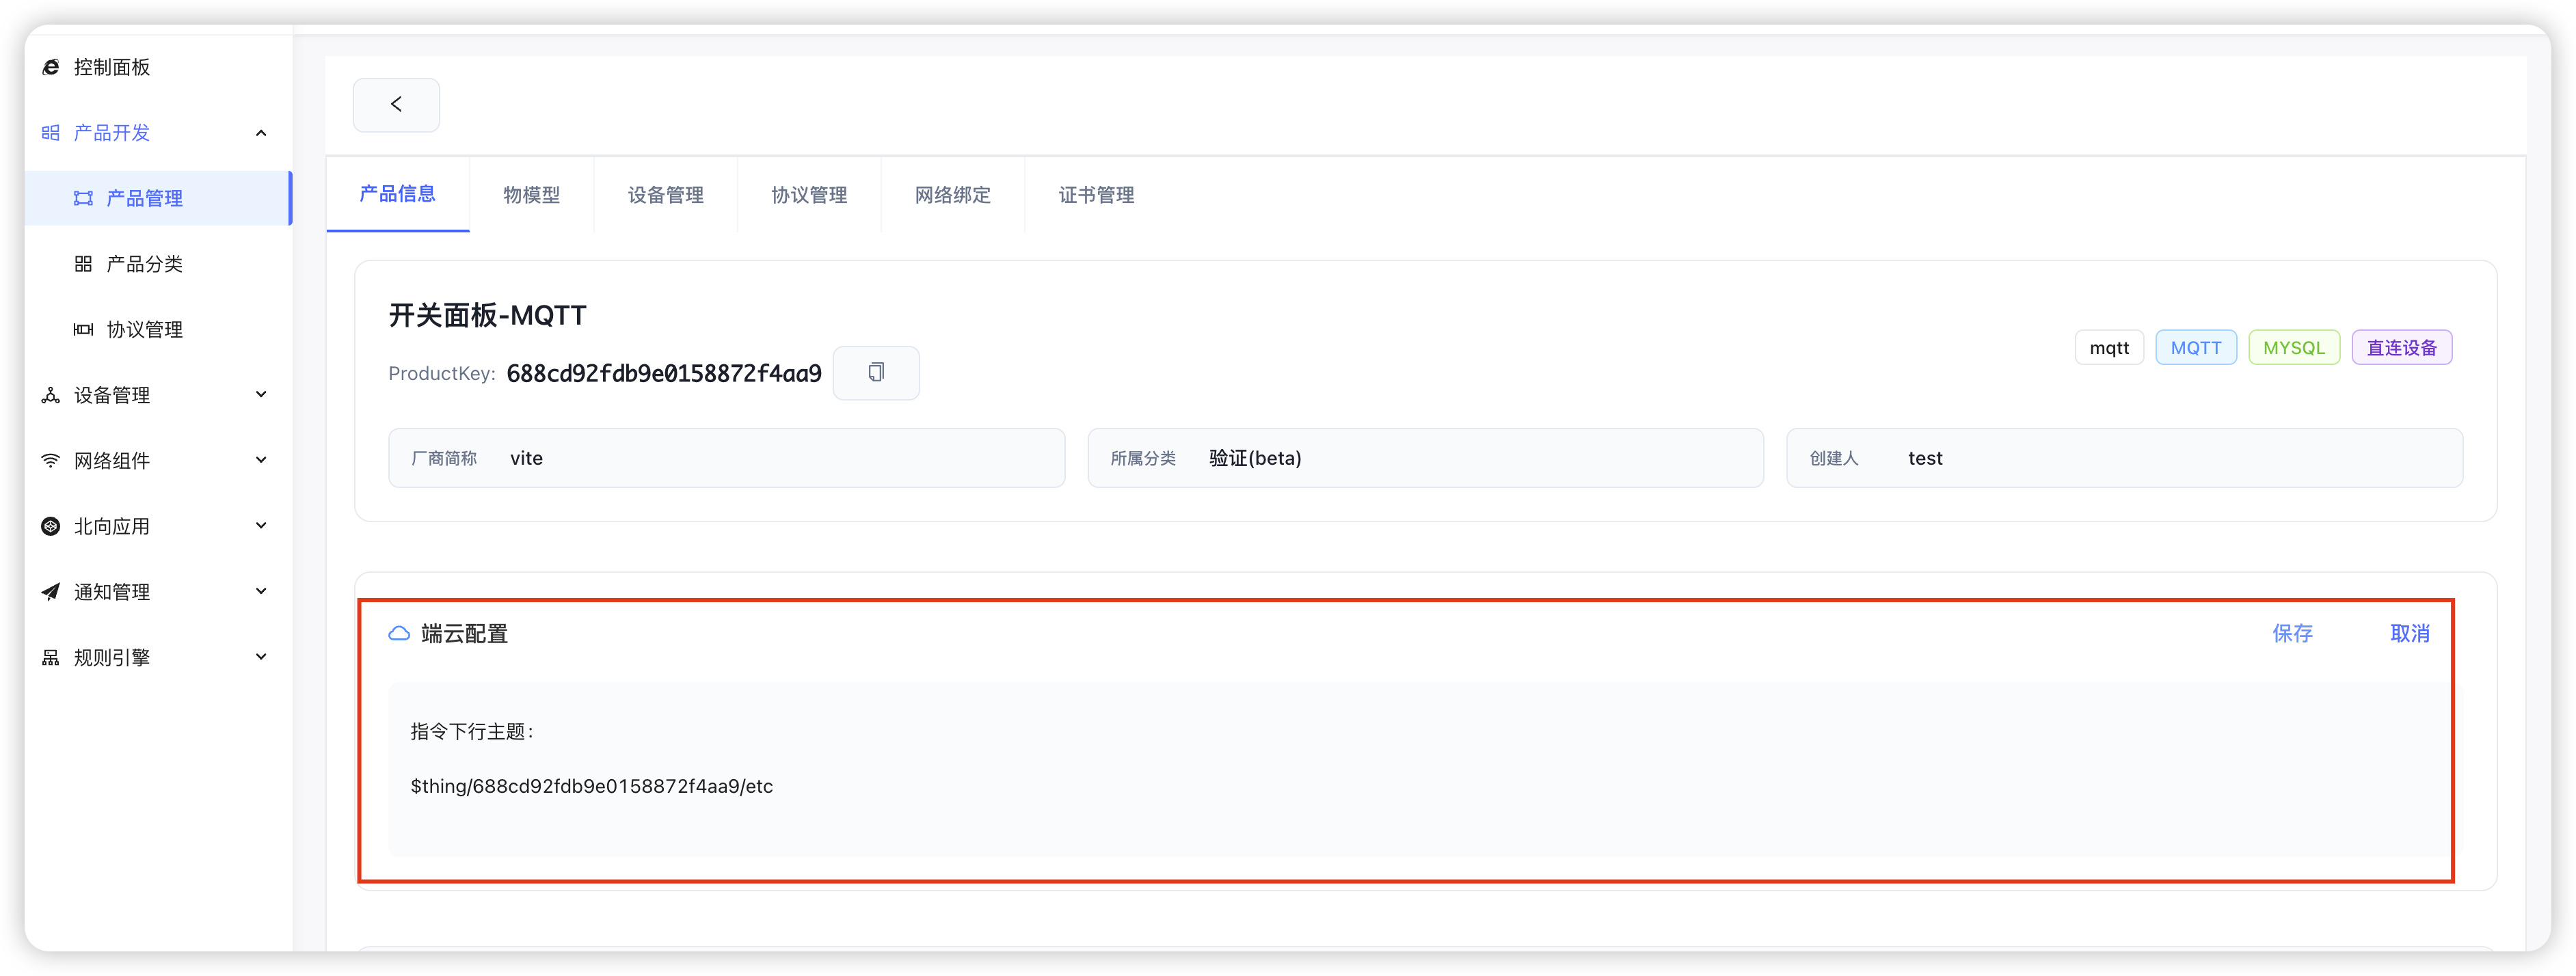 控制面板
产品开发
产品管理
产品分类
协议管理
设备管理
网络组件
北向应用
通知管理
规则引擎
产品信息 物模型 设备管理 协议管理 网络绑定 证书管理
开关面板-MQTT
ProductKey: 688cd92fdb9e0158872f4aa9
mqtt MQTT MYSQL 直连设备
厂商简称 vite 所属分类 验证(beta) 创建人 test
端云配置 保存 取消
指令下行主题:
$thing/688cd92fdb9e0158872f4aa9/etc